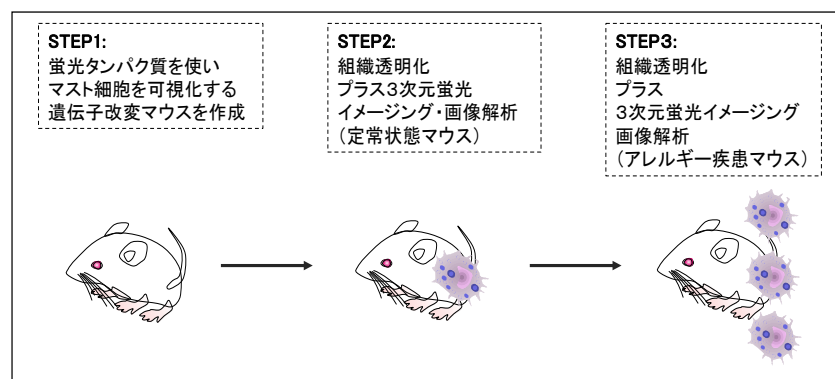 STEP1:
蛍光タンパク質を使い
マスト細胞を可視化する
遺伝子改変マウスを作成
STEP2:
組織透明化
プラス3次元蛍光
イメージング・画像解析
(定常状態マウス)
STEP3:
組織透明化
プラス
3次元蛍光イメージング
画像解析
(アレルギー疾患マウス)